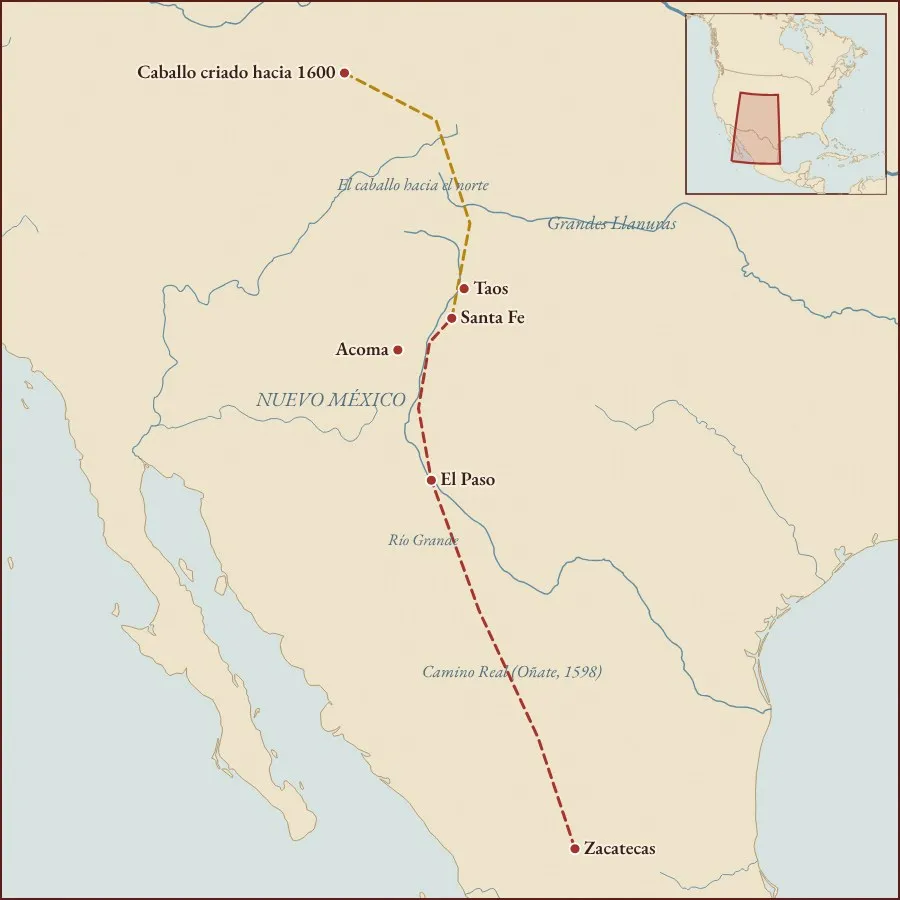 Caballo criado hacia 1600
El caballo hacia el norte
Grandes Llanuras
Taos
Santa Fe
Acoma
NUEVO MÉXICO
El Paso
Río Grande
Camino Real (Oñate, 1598)
Zacatecas